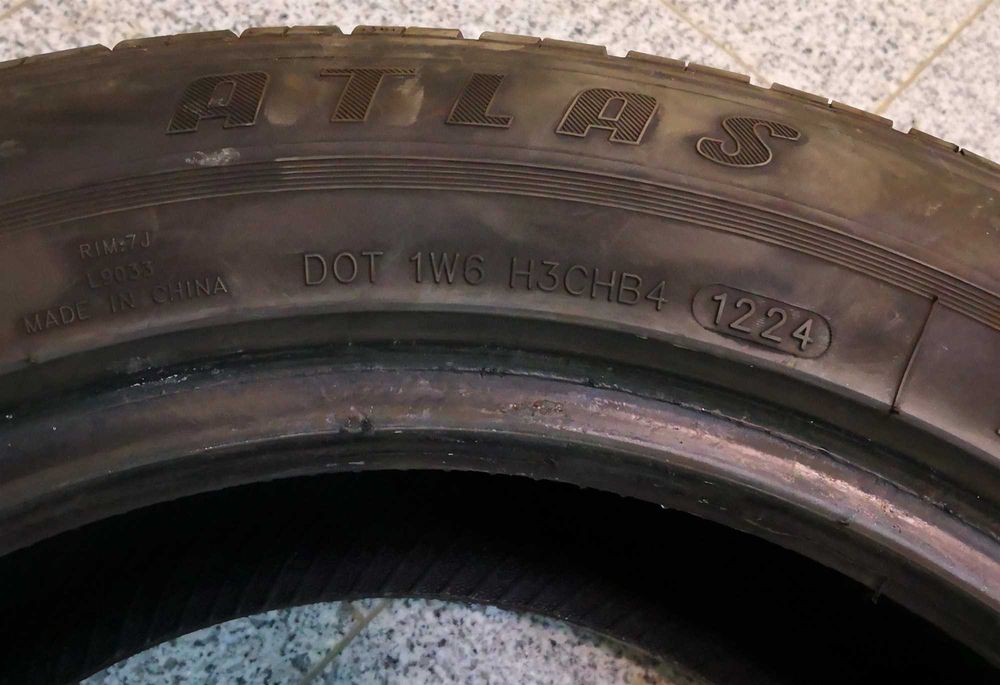 ATLAS
RIM:7J
L9033
MADE IN CHINA
DOT 1W6 H3CHB4 1224